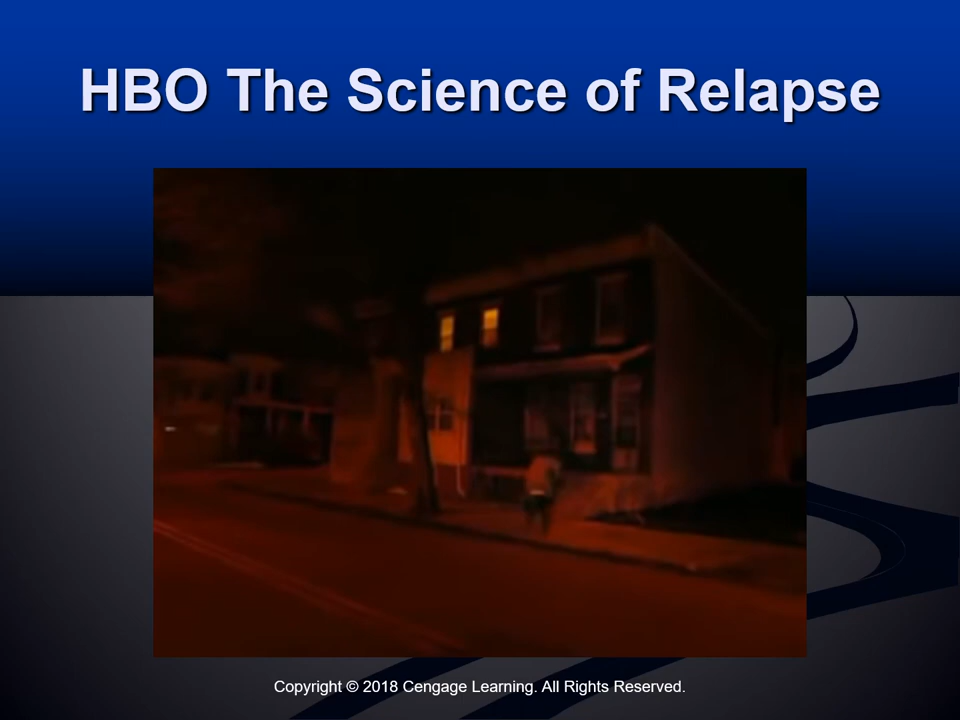 HBO The Science of Relapse
Copyright © 2018 Cengage Learning. All Rights Reserved.